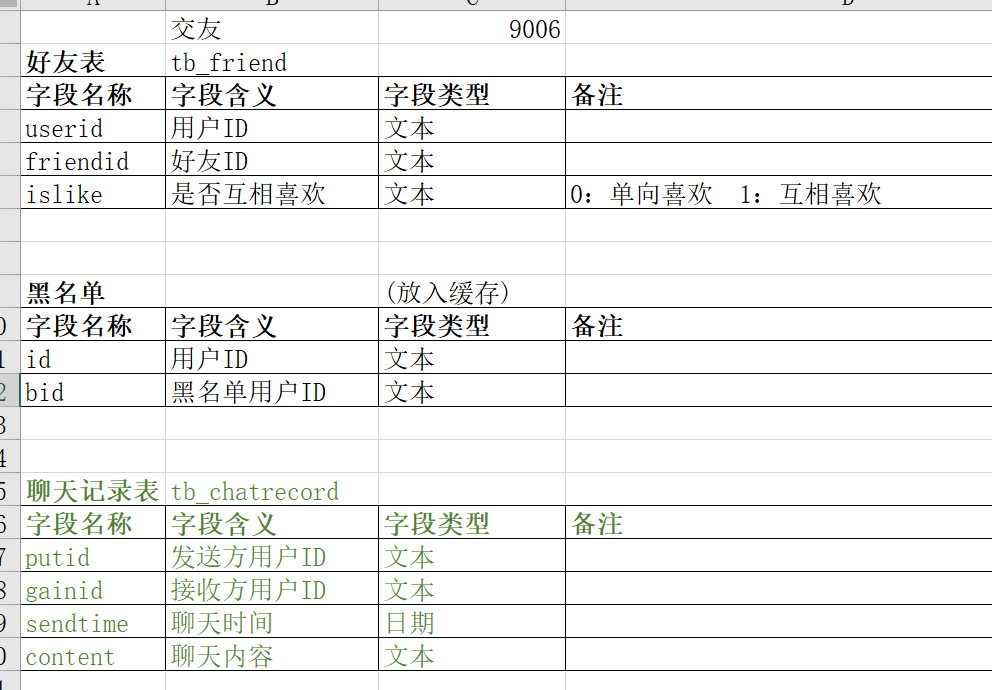 交友 9006
好友表 tb_friend
字段名称 字段含义 字段类型 备注
userid 用户ID 文本
friendid 好友ID 文本
islike 是否互相喜欢 文本 0：单向喜欢 1：互相喜欢
黑名单 (放入缓存)
字段名称 字段含义 字段类型 备注
id 用户ID 文本
bid 黑名单用户ID 文本
聊天记录表 tb_chatrecord
字段名称 字段含义 字段类型 备注
putid 发送方用户ID 文本
gainid 接收方用户ID 文本
sendtime 聊天时间 日期
content 聊天内容 文本